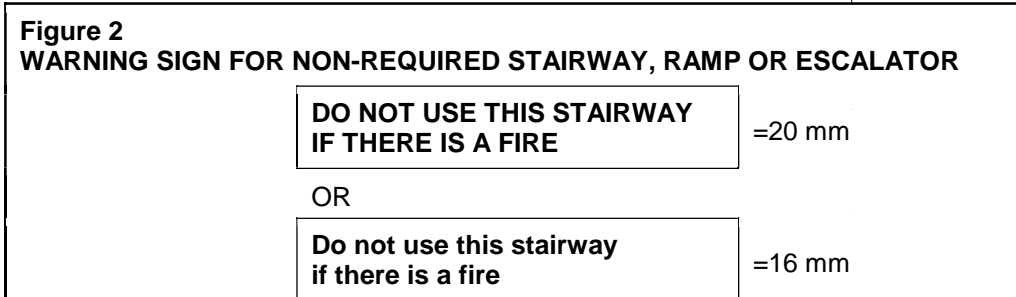 Figure 2
WARNING SIGN FOR NON-REQUIRED STAIRWAY, RAMP OR ESCALATOR
DO NOT USE THIS STAIRWAY
IF THERE IS A FIRE
=20 mm
OR
Do not use this stairway
if there is a fire
=16 mm